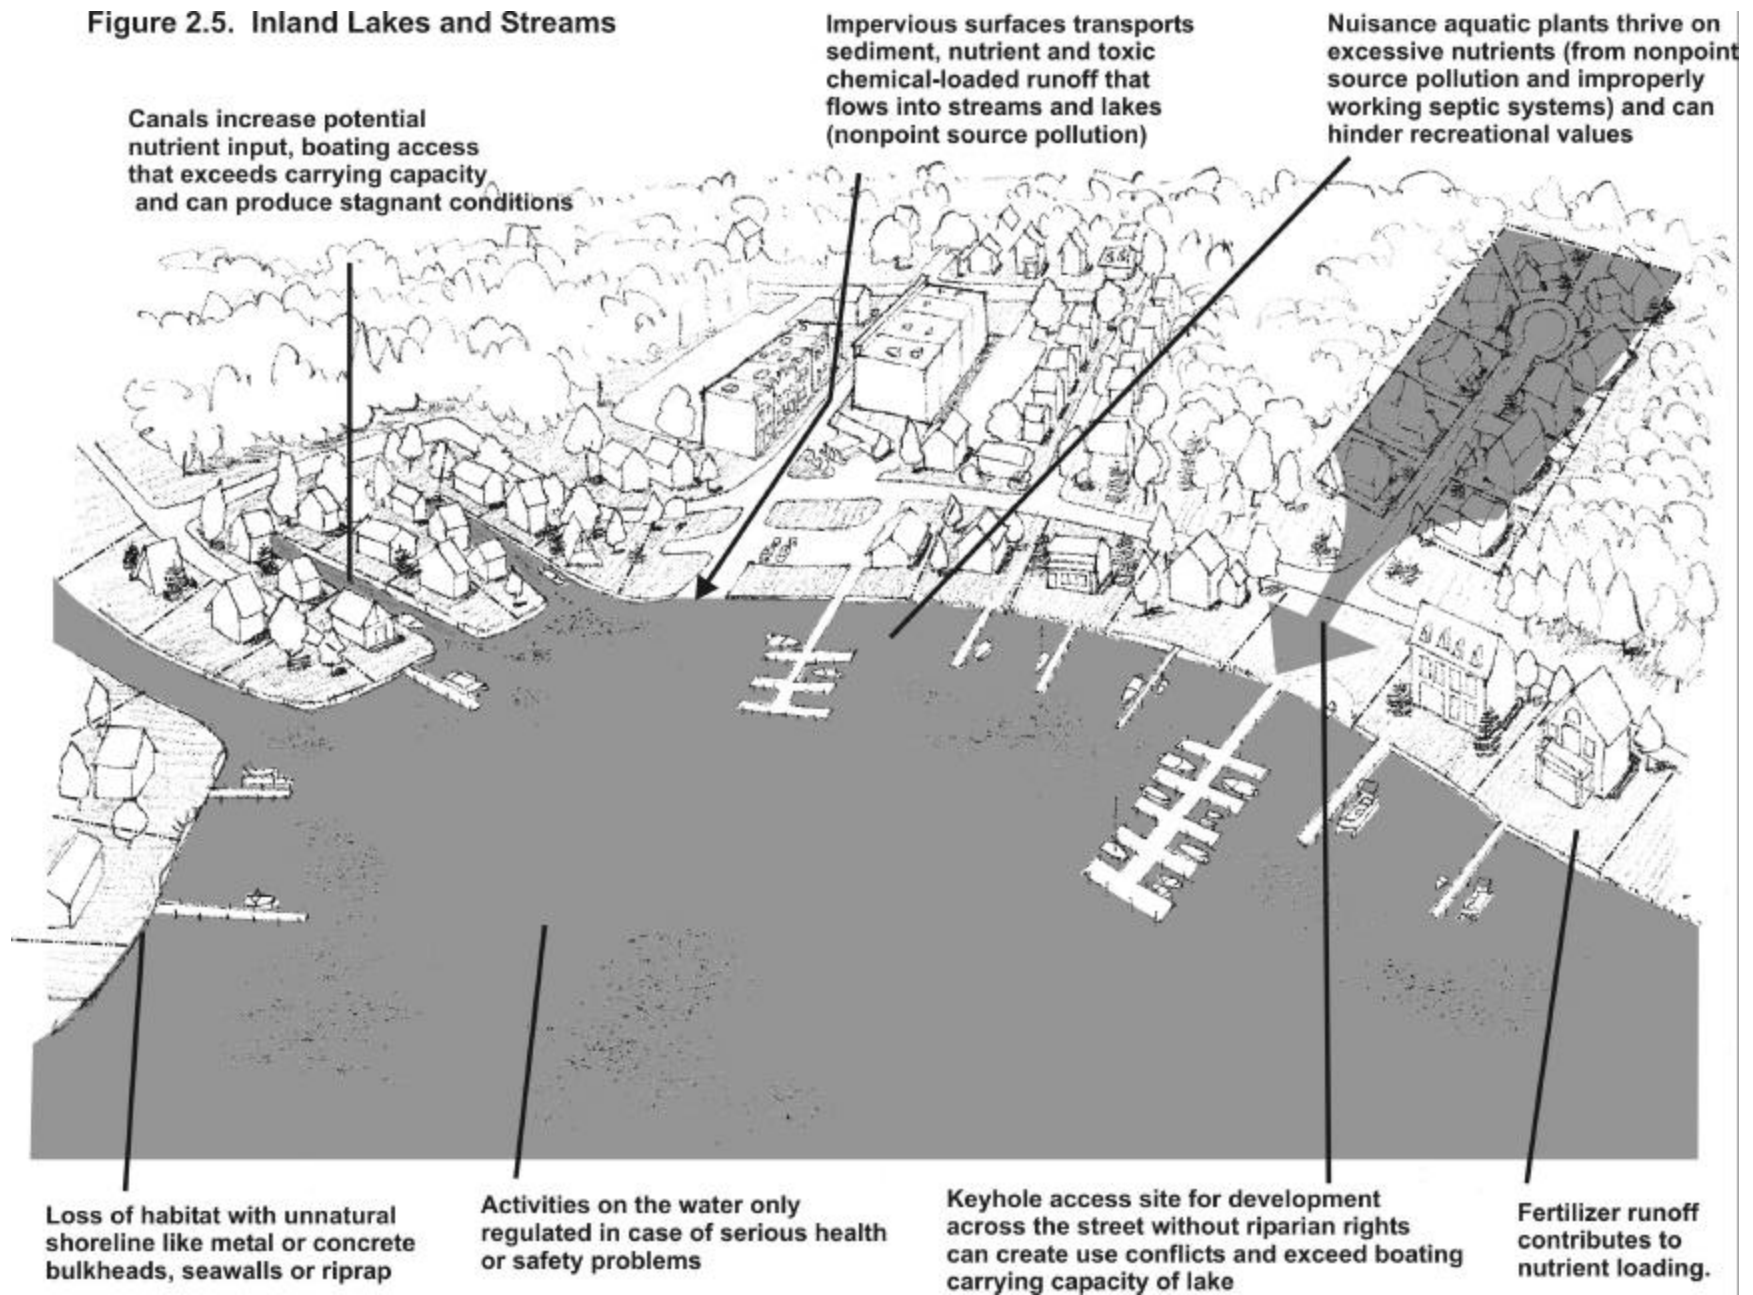 Figure 2.5.  Inland Lakes and Streams
Canals increase potential
nutrient input, boating access
that exceeds carrying capacity
and can produce stagnant conditions
Impervious surfaces transports
sediment, nutrient and toxic
chemical-loaded runoff that
flows into streams and lakes
(nonpoint source pollution)
Nuisance aquatic plants thrive on
excessive nutrients (from nonpoint
source pollution and improperly
working septic systems) and can
hinder recreational values
Loss of habitat with unnatural
shoreline like metal or concrete
bulkheads, seawalls or riprap
Activities on the water only
regulated in case of serious health
or safety problems
Keyhole access site for development
across the street without riparian rights
can create use conflicts and exceed boating
carrying capacity of lake
Fertilizer runoff
contributes to
nutrient loading.